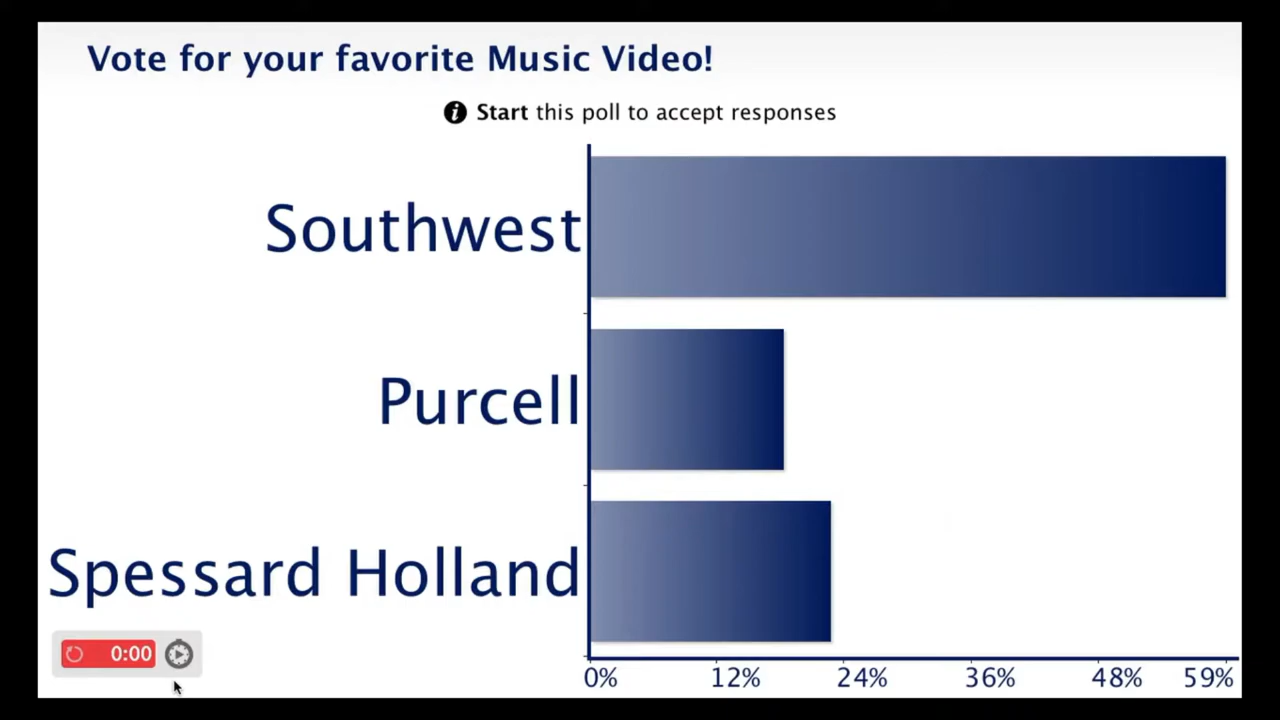 Vote for your favorite Music Video!
i Start this poll to accept responses
Southwest
Purcell
Spessard Holland
0:00
0% 12% 24% 36% 48% 59%